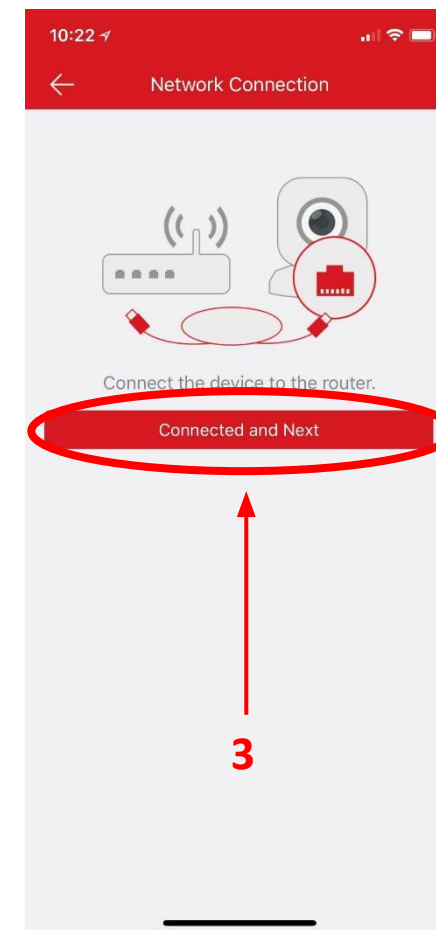 10:22
Network Connection
Connect the device to the router.
Connected and Next
3